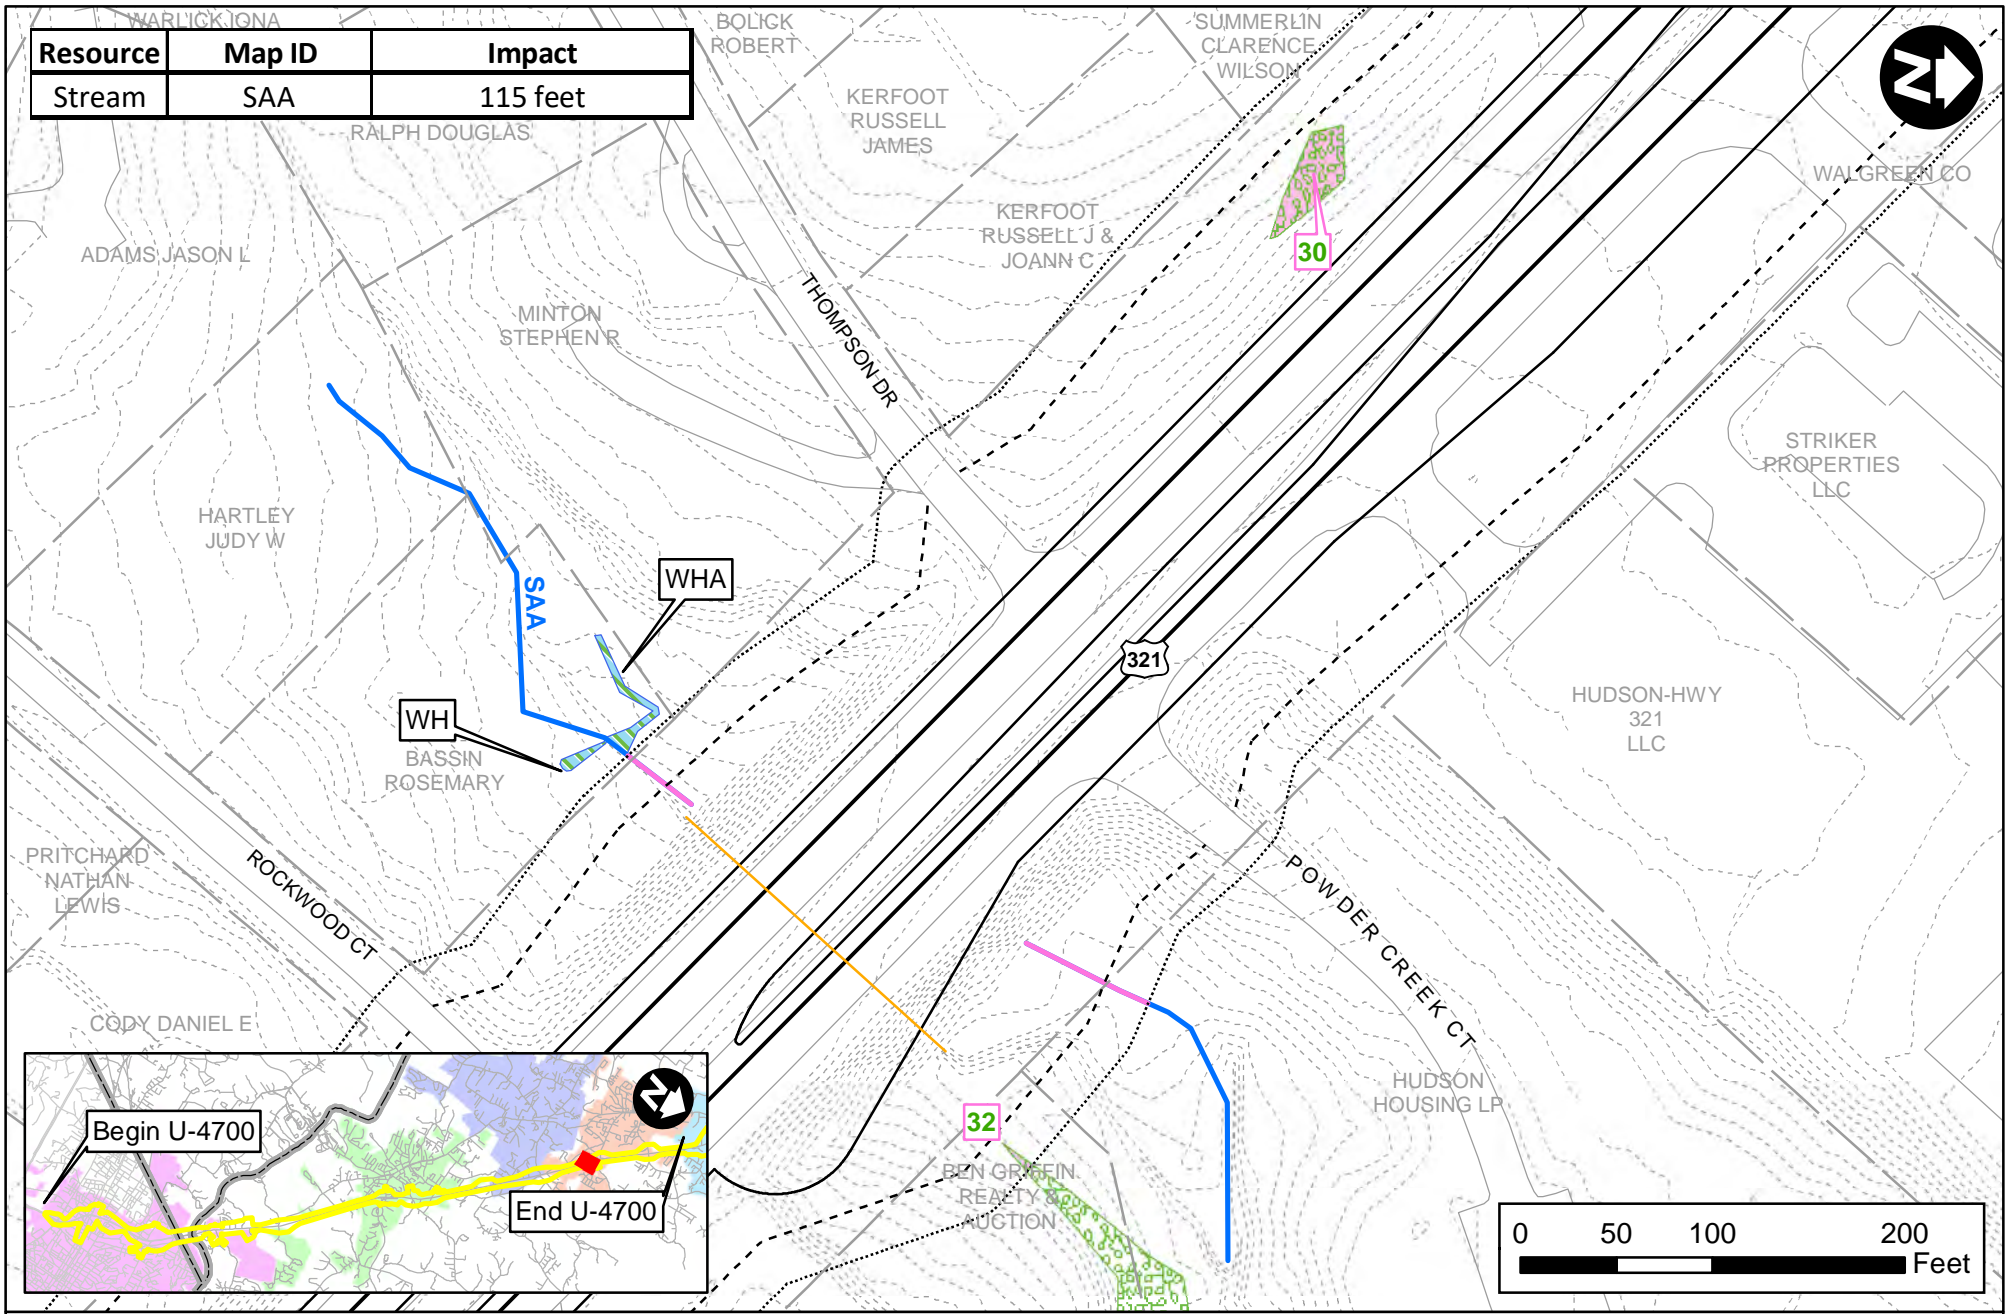 WARLICK IONA
Resource Map ID Impact
Stream SAA 115 feet
RALPH DOUGLAS
BOLICK
ROBERT
SUMMERLIN
CLARENCE
WILSON
N
KERFOOT
RUSSELL
JAMES
WALGREEN CO
KERFOOT
RUSSELL J &
JOANN C
30
ADAMS JASON L
MINTON
STEPHEN R
THOMPSON DR
STRIKER
PROPERTIES
LLC
HARTLEY
JUDY W
SAA
WHA
321
HUDSON-HWY
321
LLC
WH
BASSIN
ROSEMARY
PRITCHARD
NATHAN
LEWIS
ROCKWOOD CT
POWDER CREEK CT
CODY DANIEL E
HUDSON
HOUSING LP
32
BEN GRIFFIN
REALTY &
AUCTION
N
Begin U-4700
End U-4700
0 50 100 200
Feet